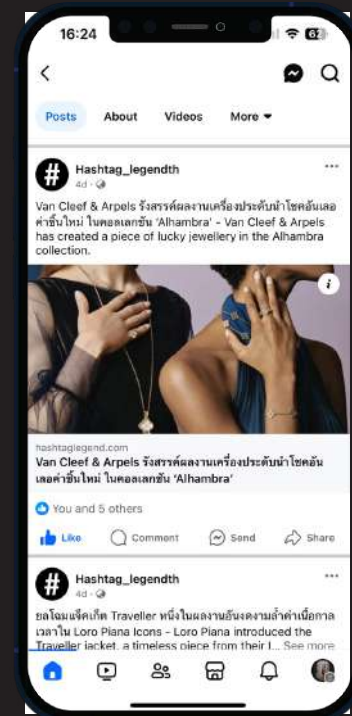 16:24
62
Posts About Videos More
Hashtag_legendth
4d
Van Cleef & Arpels รังสรรค์ผลงานเครื่องประดับนำโชคอันเลอ
ค่าชิ้นใหม่ ในคอลเลกชัน ‘Alhambra’ - Van Cleef & Arpels
has created a piece of lucky jewellery in the Alhambra
collection.
hashtaglegend.com
Van Cleef & Arpels รังสรรค์ผลงานเครื่องประดับนำโชคอัน
เลอค่าชิ้นใหม่ ในคอลเลกชัน ‘Alhambra’
You and 5 others
Like Comment Send Share
Hashtag_legendth
4d
ยลโฉมแจ็คเก็ต Traveller หนึ่งในผลงานอันงดงามล้ำค่าเนื้อกาล
เวลาใน Loro Piana Icons - Loro Piana introduced the
Traveller jacket, a timeless piece from their I... See more